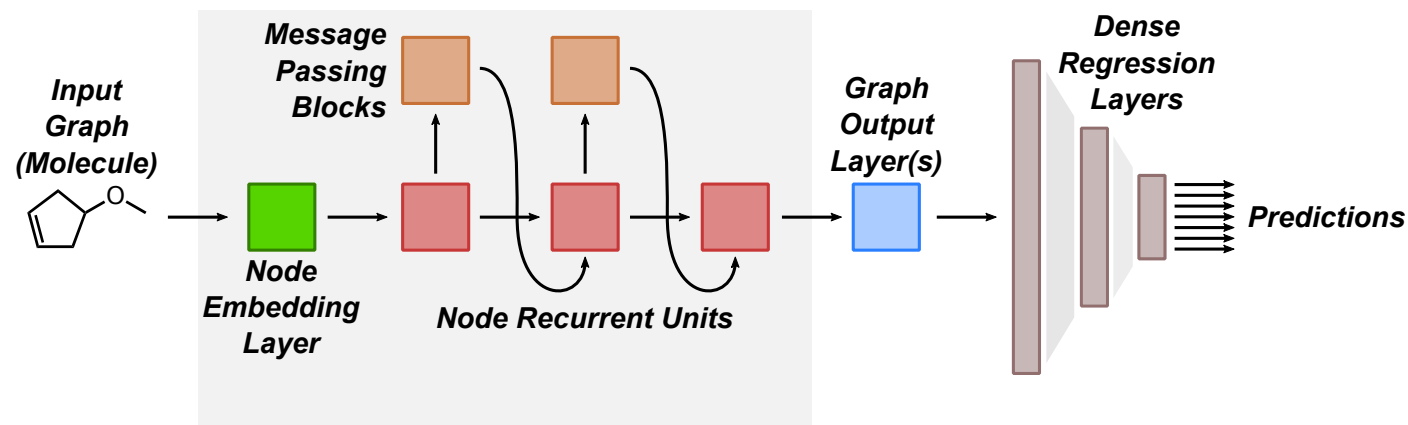 Input
Graph
(Molecule)
O
Node
Embedding
Layer
Message
Passing
Blocks
Node Recurrent Units
Graph
Output
Layer(s)
Dense
Regression
Layers
Predictions